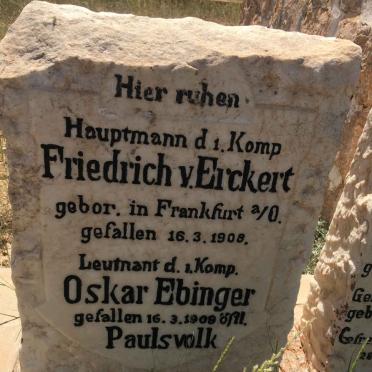 Hier ruhen
Hauptmann d 1. Komp
Friedrich v. Erckert
gebor. in Frankfurt a/O.
gefallen 16.3.1908.
Leutnant d. 1. Komp.
Oskar Ebinger
gefallen 16.3.1908 östl.
Paulsvolk